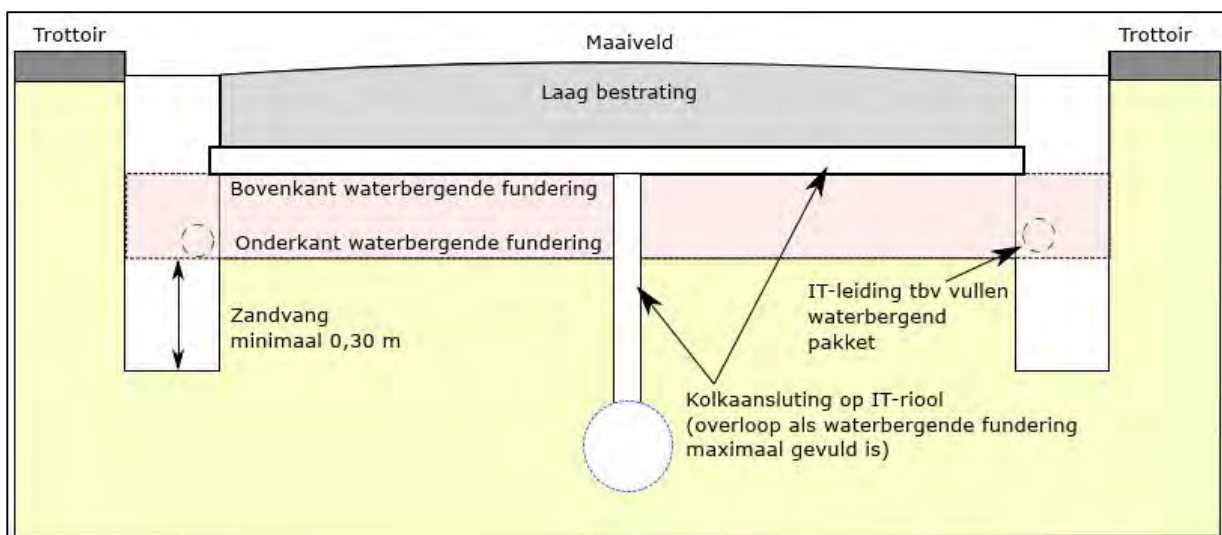 Trottoir
Maaiveld
Trottoir
Laag bestrating
Bovenkant waterbergende fundering
Onderkant waterbergende fundering
Zandvang
minimaal 0,30 m
IT-leiding tbv vullen
waterbergend
pakket
Kolkaansluting op IT-riool
(overloop als waterbergende fundering
maximaal gevuld is)